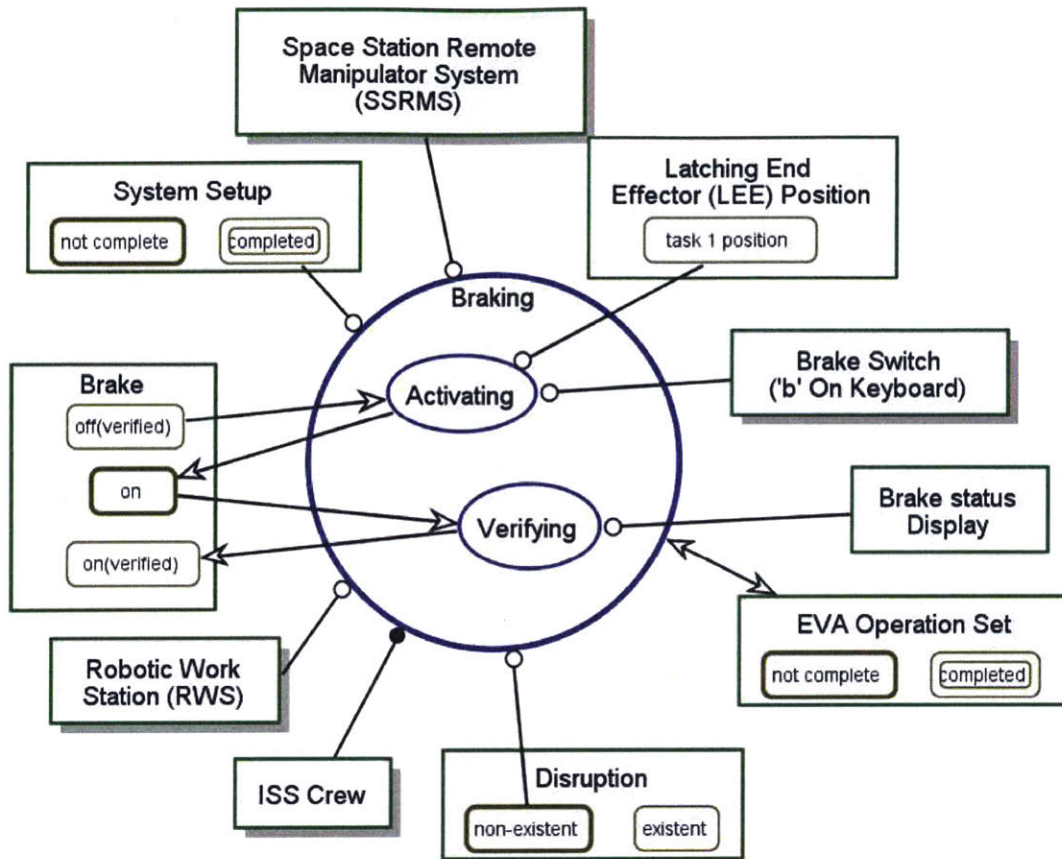 Space Station Remote
Manipulator System
(SSRMS)
Latching End
Effector (LEE) Position
task 1 position
System Setup
not complete
completed
Braking
Activating
Brake Switch
('b' On Keyboard)
Brake
off(verified)
on
on(verified)
Verifying
Brake status
Display
EVA Operation Set
not complete
completed
Robotic Work
Station (RWS)
ISS Crew
Disruption
non-existent
existent